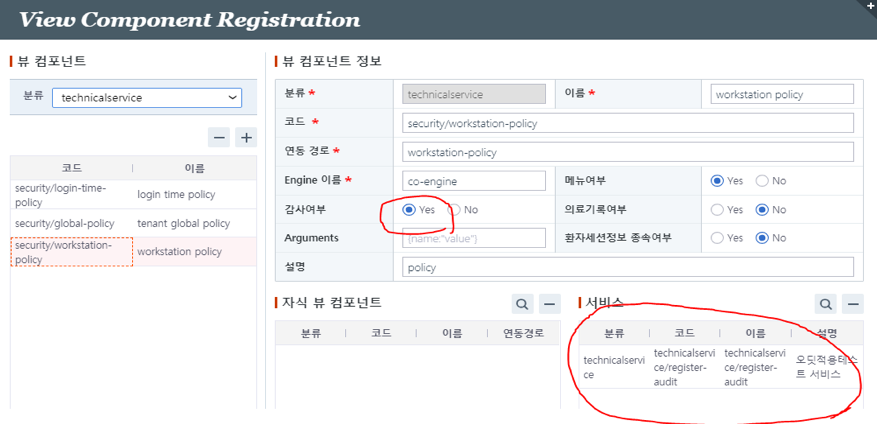 View Component Registration
뷰 컴포넌트
분류 technicalservice
코드 이름
security/login-time-
policy
login time policy
security/global-policy tenant global policy
security/workstation-
policy
workstation policy
뷰 컴포넌트 정보
분류 * technicalservice 이름 * workstation policy
코드 * security/workstation-policy
연동 경로 * workstation-policy
Engine 이름 * co-engine 메뉴여부 Yes No
감사여부 Yes No 의료기록여부 Yes No
Arguments {name:"value"} 환자세션정보 종속여부 Yes No
설명 policy
자식 뷰 컴포넌트
분류 코드 이름 연동경로
서비스
분류 코드 이름 설명
technicalservi
ce
technicalservi
ce/register-
audit
technicalservi
ce/register-
audit
오딧적용테스
트 서비스